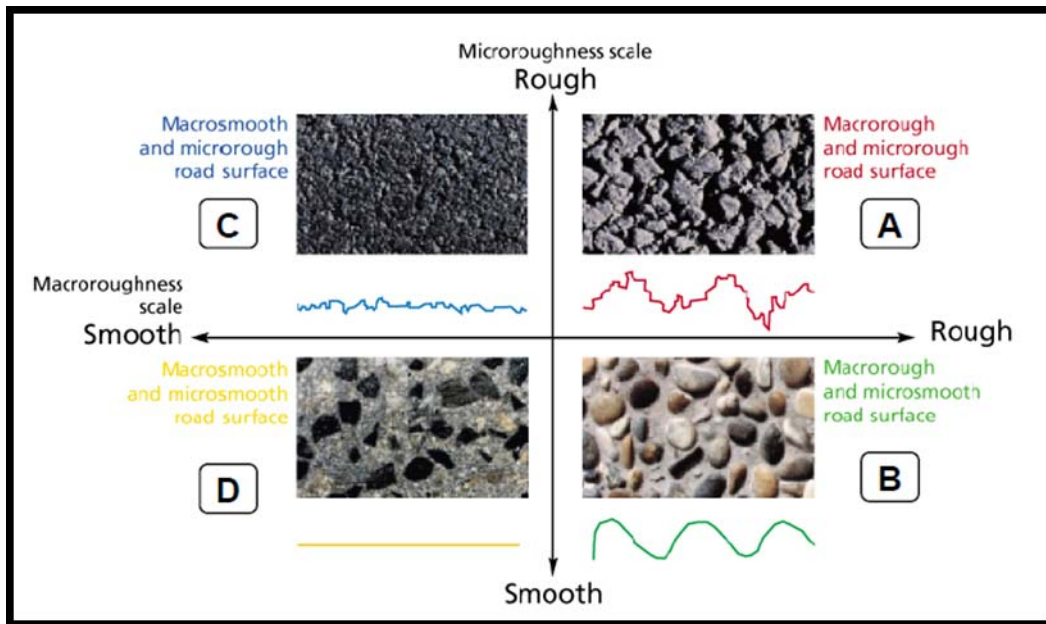 Microroughness scale
Rough
Macrosmooth
and microrough
road surface
C
Macrorough
and microrough
road surface
A
Macroroughness
scale
Smooth
Rough
Macrosmooth
and microsmooth
road surface
D
Macrorough
and microsmooth
road surface
B
Smooth